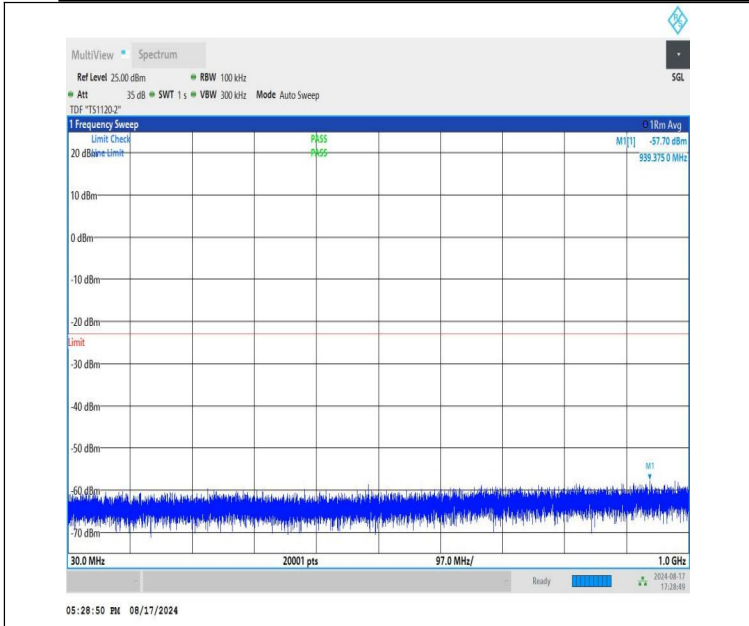 MultiView Spectrum
Ref Level 25.00 dBm RBW 100 kHz SGL
Att 35 dB SWT 1 s VBW 300 kHz Mode Auto Sweep
TDF "TS1120-2"
1 Frequency Sweep 1Rm Avg
Limit Check PASS M1[1] -57.70 dBm
20 dBm Line Limit PASS 939.375 0 MHz
10 dBm
0 dBm
-10 dBm
-20 dBm
Limit
-30 dBm
-40 dBm
-50 dBm
M1
-60 dBm
-70 dBm
30.0 MHz 20001 pts 97.0 MHz/ 1.0 GHz
Ready 2024-08-17
17:28:49
05:28:50 PM 08/17/2024